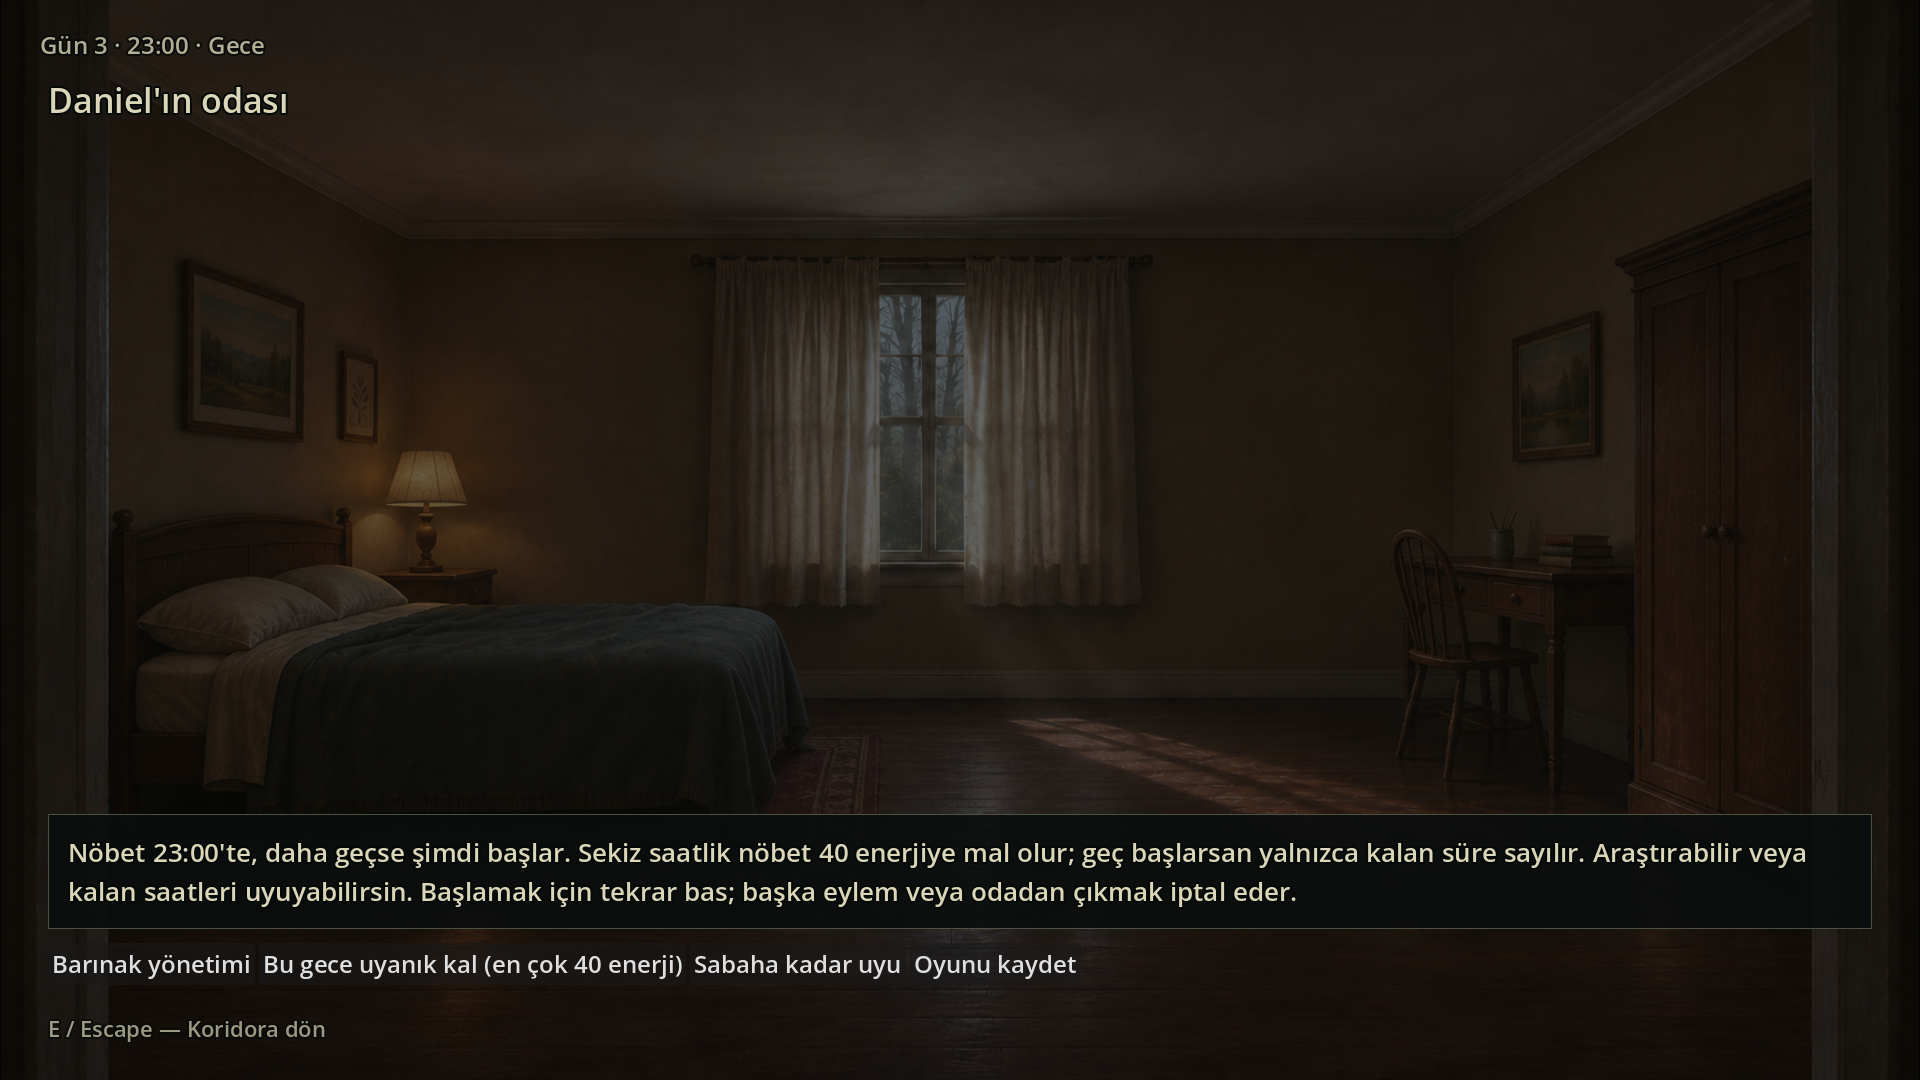 Gün 3 · 23:00 · Gece
Daniel'ın odası
Nöbet 23:00'te, daha geçse şimdi başlar. Sekiz saatlik nöbet 40 enerjiye mal olur; geç başlarsan yalnızca kalan süre sayılır. Araştırabilir veya
kalan saatleri uyuyabilirsin. Başlamak için tekrar bas; başka eylem veya odadan çıkmak iptal eder.
Barınak yönetimi Bu gece uyanık kal (en çok 40 enerji) Sabaha kadar uyu Oyunu kaydet
E / Escape — Koridora dön